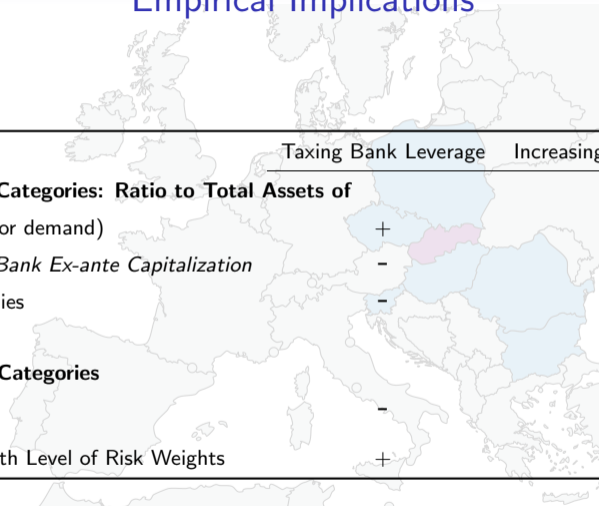 Empirical Implications
Taxing Bank Leverage Increasing
Categories: Ratio to Total Assets of
or demand) +
Bank Ex-ante Capitalization -
ies -
Categories
-
th Level of Risk Weights +